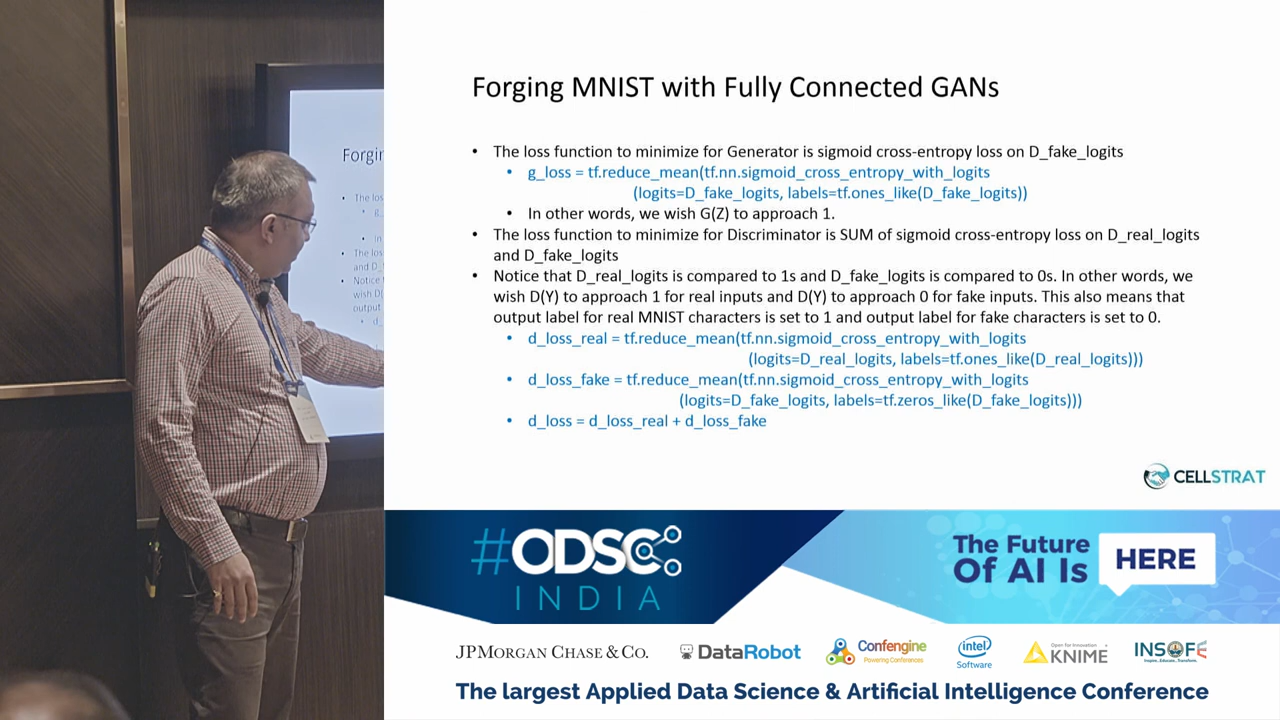 Forging MNIST with Fully Connected GANs
• The loss function to minimize for Generator is sigmoid cross-entropy loss on D_fake_logits
• g_loss = tf.reduce_mean(tf.nn.sigmoid_cross_entropy_with_logits
(logits=D_fake_logits, labels=tf.ones_like(D_fake_logits))
• In other words, we wish G(Z) to approach 1.
• The loss function to minimize for Discriminator is SUM of sigmoid cross-entropy loss on D_real_logits
and D_fake_logits
• Notice that D_real_logits is compared to 1s and D_fake_logits is compared to 0s. In other words, we
wish D(Y) to approach 1 for real inputs and D(Y) to approach 0 for fake inputs. This also means that
output label for real MNIST characters is set to 1 and output label for fake characters is set to 0.
• d_loss_real = tf.reduce_mean(tf.nn.sigmoid_cross_entropy_with_logits
(logits=D_real_logits, labels=tf.ones_like(D_real_logits)))
• d_loss_fake = tf.reduce_mean(tf.nn.sigmoid_cross_entropy_with_logits
(logits=D_fake_logits, labels=tf.zeros_like(D_fake_logits)))
• d_loss = d_loss_real + d_loss_fake
CELLSTRAT
#ODSC
INDIA
The Future
Of AI Is HERE
JPMORGAN CHASE & CO.
DataRobot
Confengine
Powering Conferences
intel
Software
Open for Innovation
KNIME
INSOFE
Inspire, Educate, Transform.
The largest Applied Data Science & Artificial Intelligence Conference